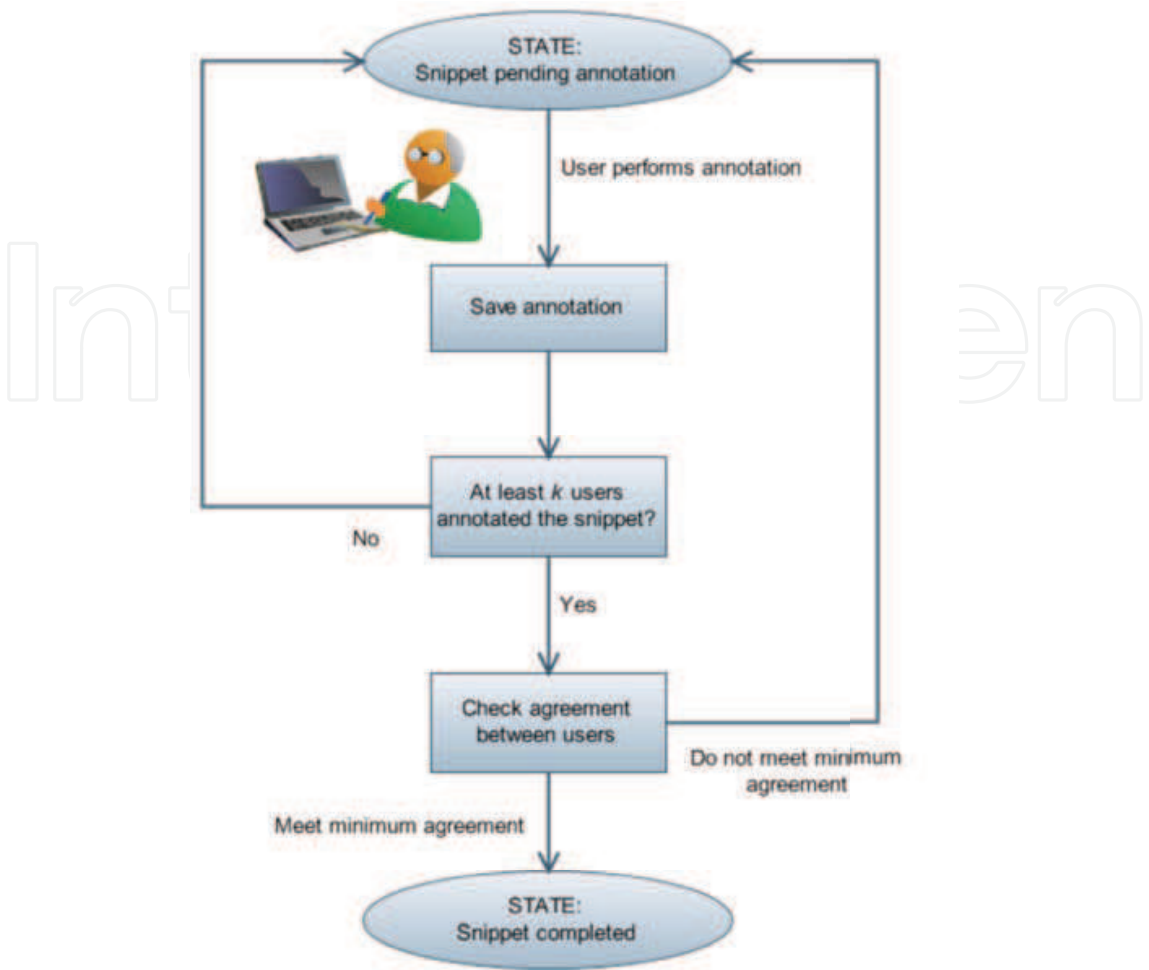 STATE:
Snippet pending annotation
User performs annotation
Save annotation
At least k users
annotated the snippet?
No
Yes
Check agreement
between users
Do not meet minimum
agreement
Meet minimum agreement
STATE:
Snippet completed